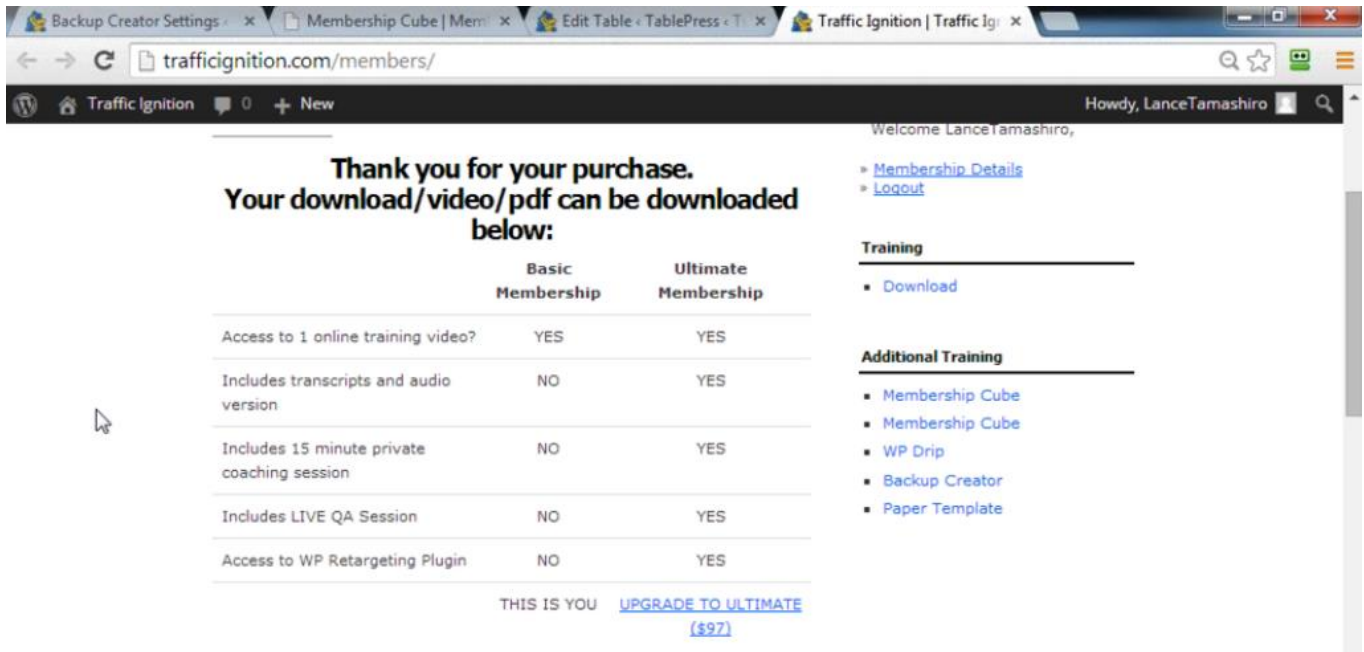 Backup Creator Settings
Membership Cube | Mem
Edit Table ‹ TablePress ‹ T
Traffic Ignition | Traffic Ig
trafficignition.com/members/
Traffic Ignition 0 + New
Howdy, LanceTamashiro
Welcome LanceTamashiro,
» Membership Details
» Logout
Thank you for your purchase.
Your download/video/pdf can be downloaded
below:
Basic Ultimate
Membership Membership
Access to 1 online training video? YES YES
Includes transcripts and audio NO YES
version
Includes 15 minute private NO YES
coaching session
Includes LIVE QA Session NO YES
Access to WP Retargeting Plugin NO YES
THIS IS YOU UPGRADE TO ULTIMATE
($97)
Training
Download
Additional Training
Membership Cube
Membership Cube
WP Drip
Backup Creator
Paper Template